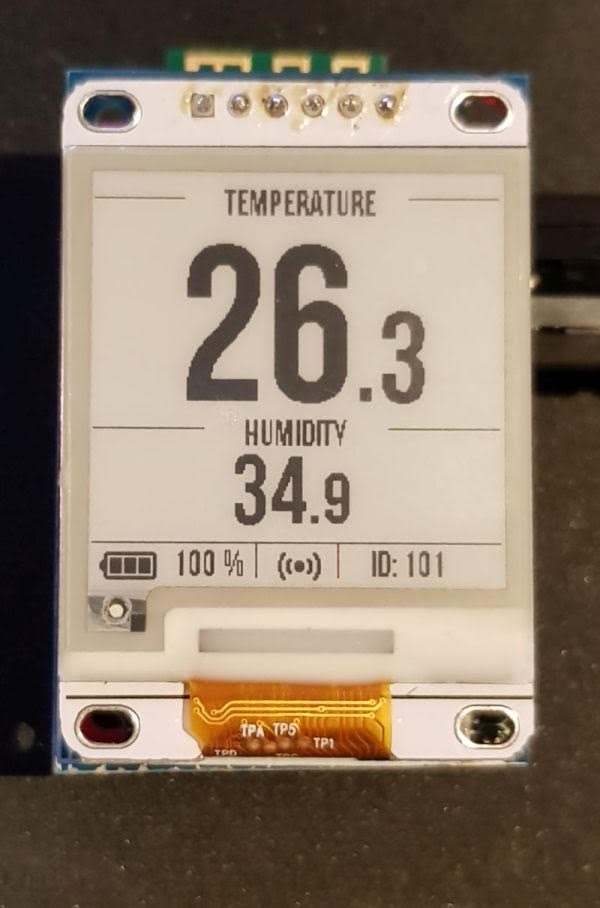 TEMPERATURE
26.3
HUMIDITY
34.9
100 % ID: 101
TPA TP5 TP1